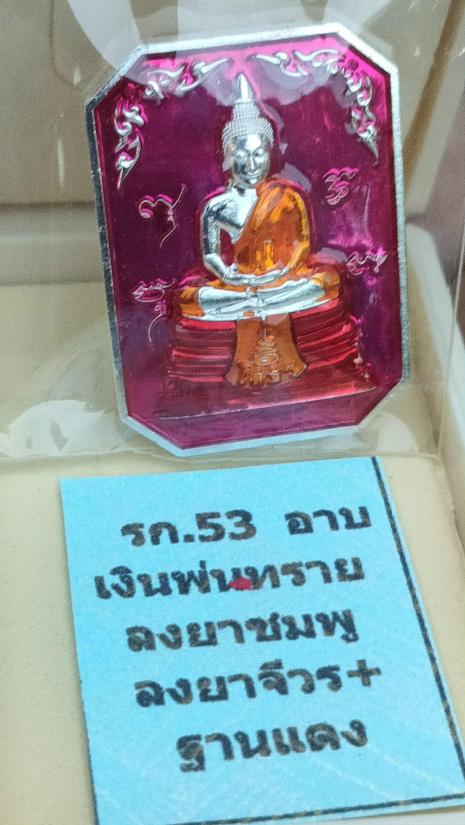 รก.53 อาบ
เงินพ่นทราย
ลงยาชมพู
ลงยาจีวร+
ฐานแดง